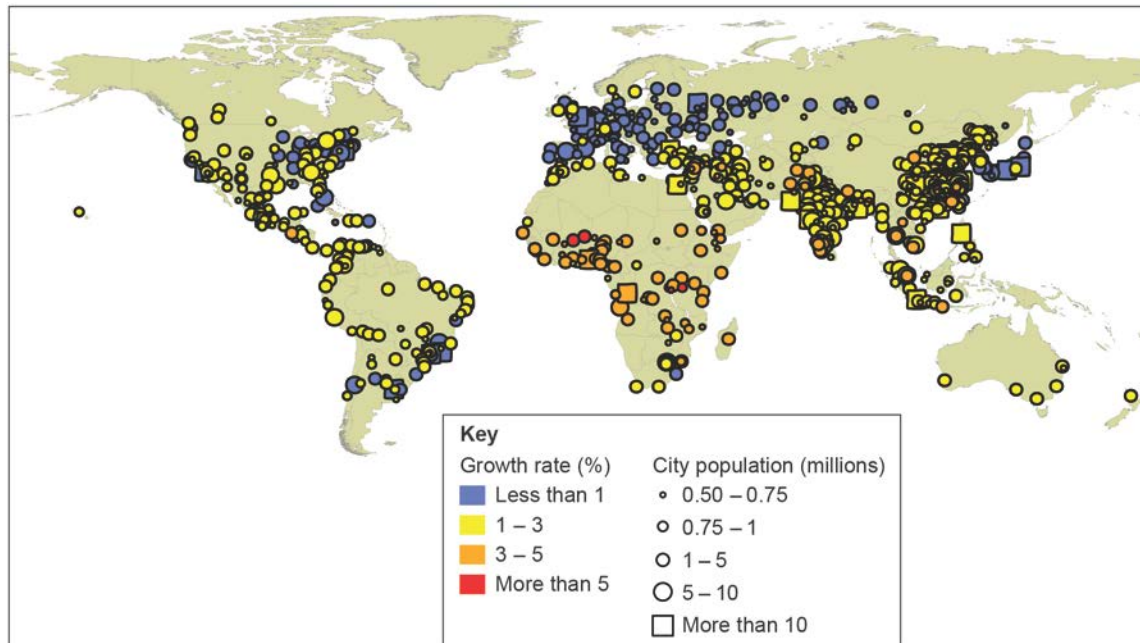 Key
Growth rate (%)
Less than 1
1 – 3
3 – 5
More than 5
City population (millions)
0.50 – 0.75
0.75 – 1
1 – 5
5 – 10
More than 10